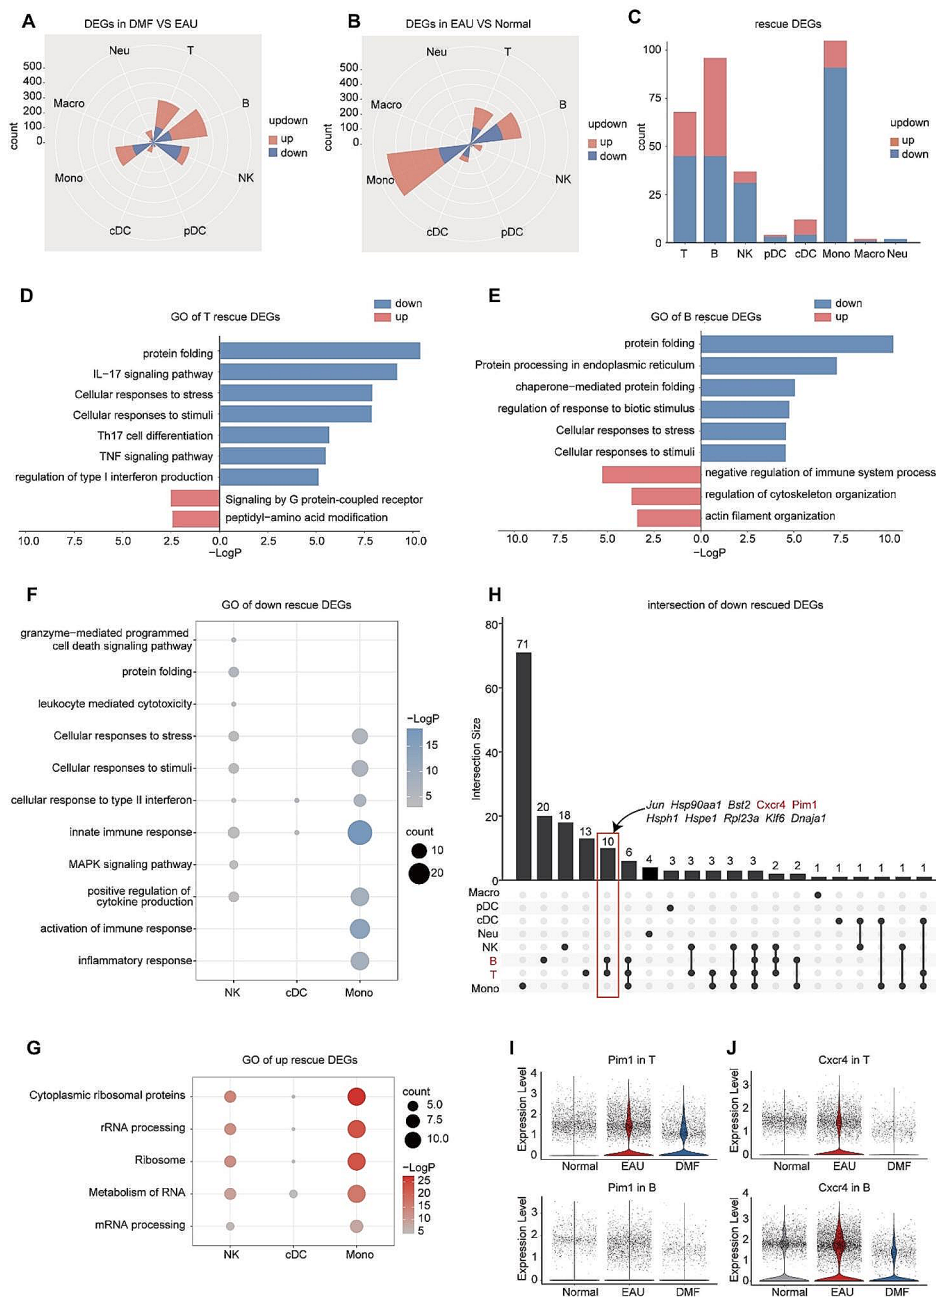 A
DEGs in DMF VS EAU
Neu
T
B
NK
pDC
cDC
Mono
Macro
500
400
300
200
100
0
count
updown
up
down
B
DEGs in EAU VS Normal
Neu
T
B
NK
pDC
cDC
Mono
Macro
500
400
300
200
100
0
count
updown
up
down
C
rescue DEGs
100
75
50
25
0
count
T B NK pDC cDC Mono Macro Neu
updown
up
down
D
GO of T rescue DEGs
down
up
protein folding
IL−17 signaling pathway
Cellular responses to stress
Cellular responses to stimuli
Th17 cell differentiation
TNF signaling pathway
regulation of type I interferon production
Signaling by G protein-coupled receptor
peptidyl−amino acid modification
10.0 7.5 5.0 2.5 0 2.5 5.0 7.5 10.0
−LogP
E
GO of B rescue DEGs
down
up
protein folding
Protein processing in endoplasmic reticulum
chaperone−mediated protein folding
regulation of response to biotic stimulus
Cellular responses to stress
Cellular responses to stimuli
negative regulation of immune system process
regulation of cytoskeleton organization
actin filament organization
10.0 7.5 5.0 2.5 0 2.5 5.0 7.5 10.0
−LogP
F
GO of down rescue DEGs
granzyme−mediated programmed
cell death signaling pathway
protein folding
leukocyte mediated cytotoxicity
Cellular responses to stress
Cellular responses to stimuli
cellular response to type II interferon
innate immune response
MAPK signaling pathway
positive regulation of
cytokine production
activation of immune response
inflammatory response
NK cDC Mono
−LogP
15
10
5
count
10
20
H
intersection of down rescued DEGs
80
60
40
20
0
Intersection Size
71 20 18 13 10 6 4 3 3 3 3 3 2 2 1 1 1 1 1 1
Jun Hsp90aa1 Bst2 Cxcr4 Pim1
Hsph1 Hspe1 Rpl23a Klf6 Dnaja1
Macro
pDC
cDC
Neu
NK
B
T
Mono
G
GO of up rescue DEGs
Cytoplasmic ribosomal proteins
rRNA processing
Ribosome
Metabolism of RNA
mRNA processing
NK cDC Mono
count
5.0
7.5
10.0
−LogP
25
20
15
10
5
I
Pim1 in T
Expression Level
4
3
2
1
0
Normal EAU DMF
Pim1 in B
Expression Level
4
3
2
1
0
Normal EAU DMF
J
Cxcr4 in T
Expression Level
4
3
2
1
0
Normal EAU DMF
Cxcr4 in B
Expression Level
3
2
1
0
Normal EAU DMF